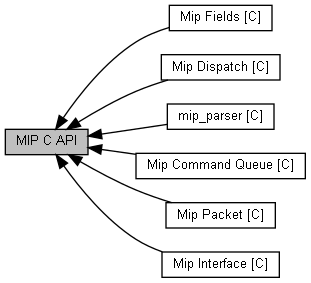 Mip Fields [C]
Mip Dispatch [C]
mip_parser [C]
MIP C API
Mip Command Queue [C]
Mip Packet [C]
Mip Interface [C]